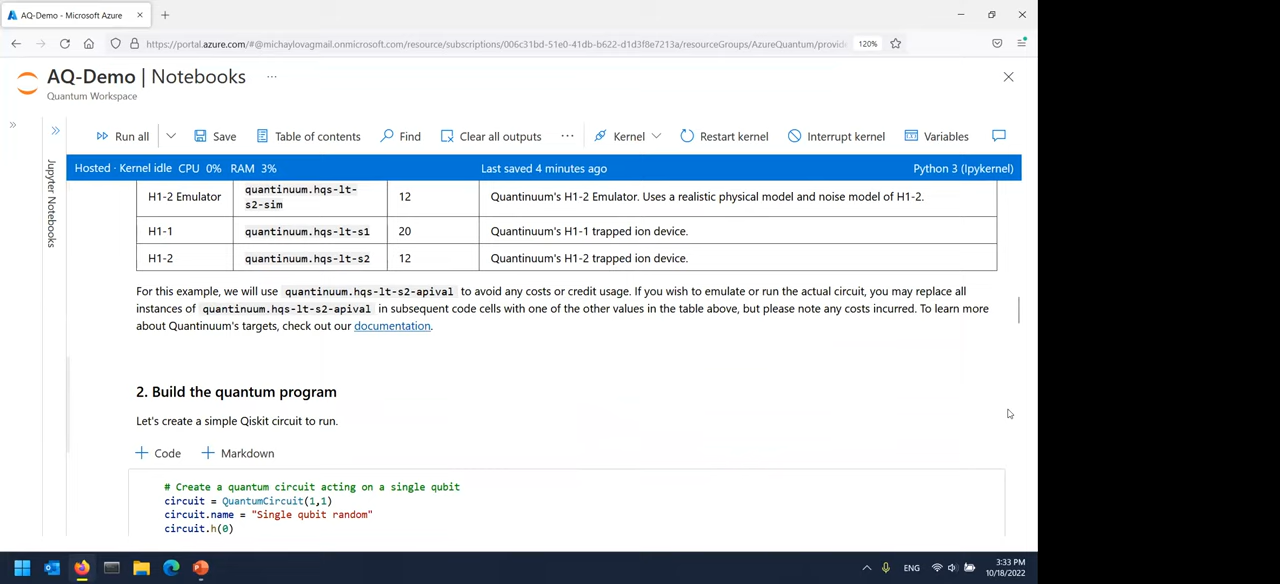 AQ-Demo - Microsoft Azure
https://portal.azure.com/#@michaylovagmail.onmicrosoft.com/resource/subscriptions/006c31bd-51e0-41db-b622-d1d3f8e7213a/resourceGroups/AzureQuantum/provid
120%
AQ-Demo | Notebooks
Quantum Workspace
Run all
Save
Table of contents
Find
Clear all outputs
Kernel
Restart kernel
Interrupt kernel
Variables
Jupyter Notebooks
Hosted · Kernel idle CPU 0% RAM 3%
Last saved 4 minutes ago
Python 3 (Ipykernel)
H1-2 Emulator quantinuum.hqs-lt-s2-sim 12 Quantinuum's H1-2 Emulator. Uses a realistic physical model and noise model of H1-2.
H1-1 quantinuum.hqs-lt-s1 20 Quantinuum's H1-1 trapped ion device.
H1-2 quantinuum.hqs-lt-s2 12 Quantinuum's H1-2 trapped ion device.
For this example, we will use quantinuum.hqs-lt-s2-apival to avoid any costs or credit usage. If you wish to emulate or run the actual circuit, you may replace all
instances of quantinuum.hqs-lt-s2-apival in subsequent code cells with one of the other values in the table above, but please note any costs incurred. To learn more
about Quantinuum's targets, check out our documentation.
2. Build the quantum program
Let's create a simple Qiskit circuit to run.
+ Code + Markdown
# Create a quantum circuit acting on a single qubit
circuit = QuantumCircuit(1,1)
circuit.name = "Single qubit random"
circuit.h(0)
ENG
3:33 PM
10/18/2022